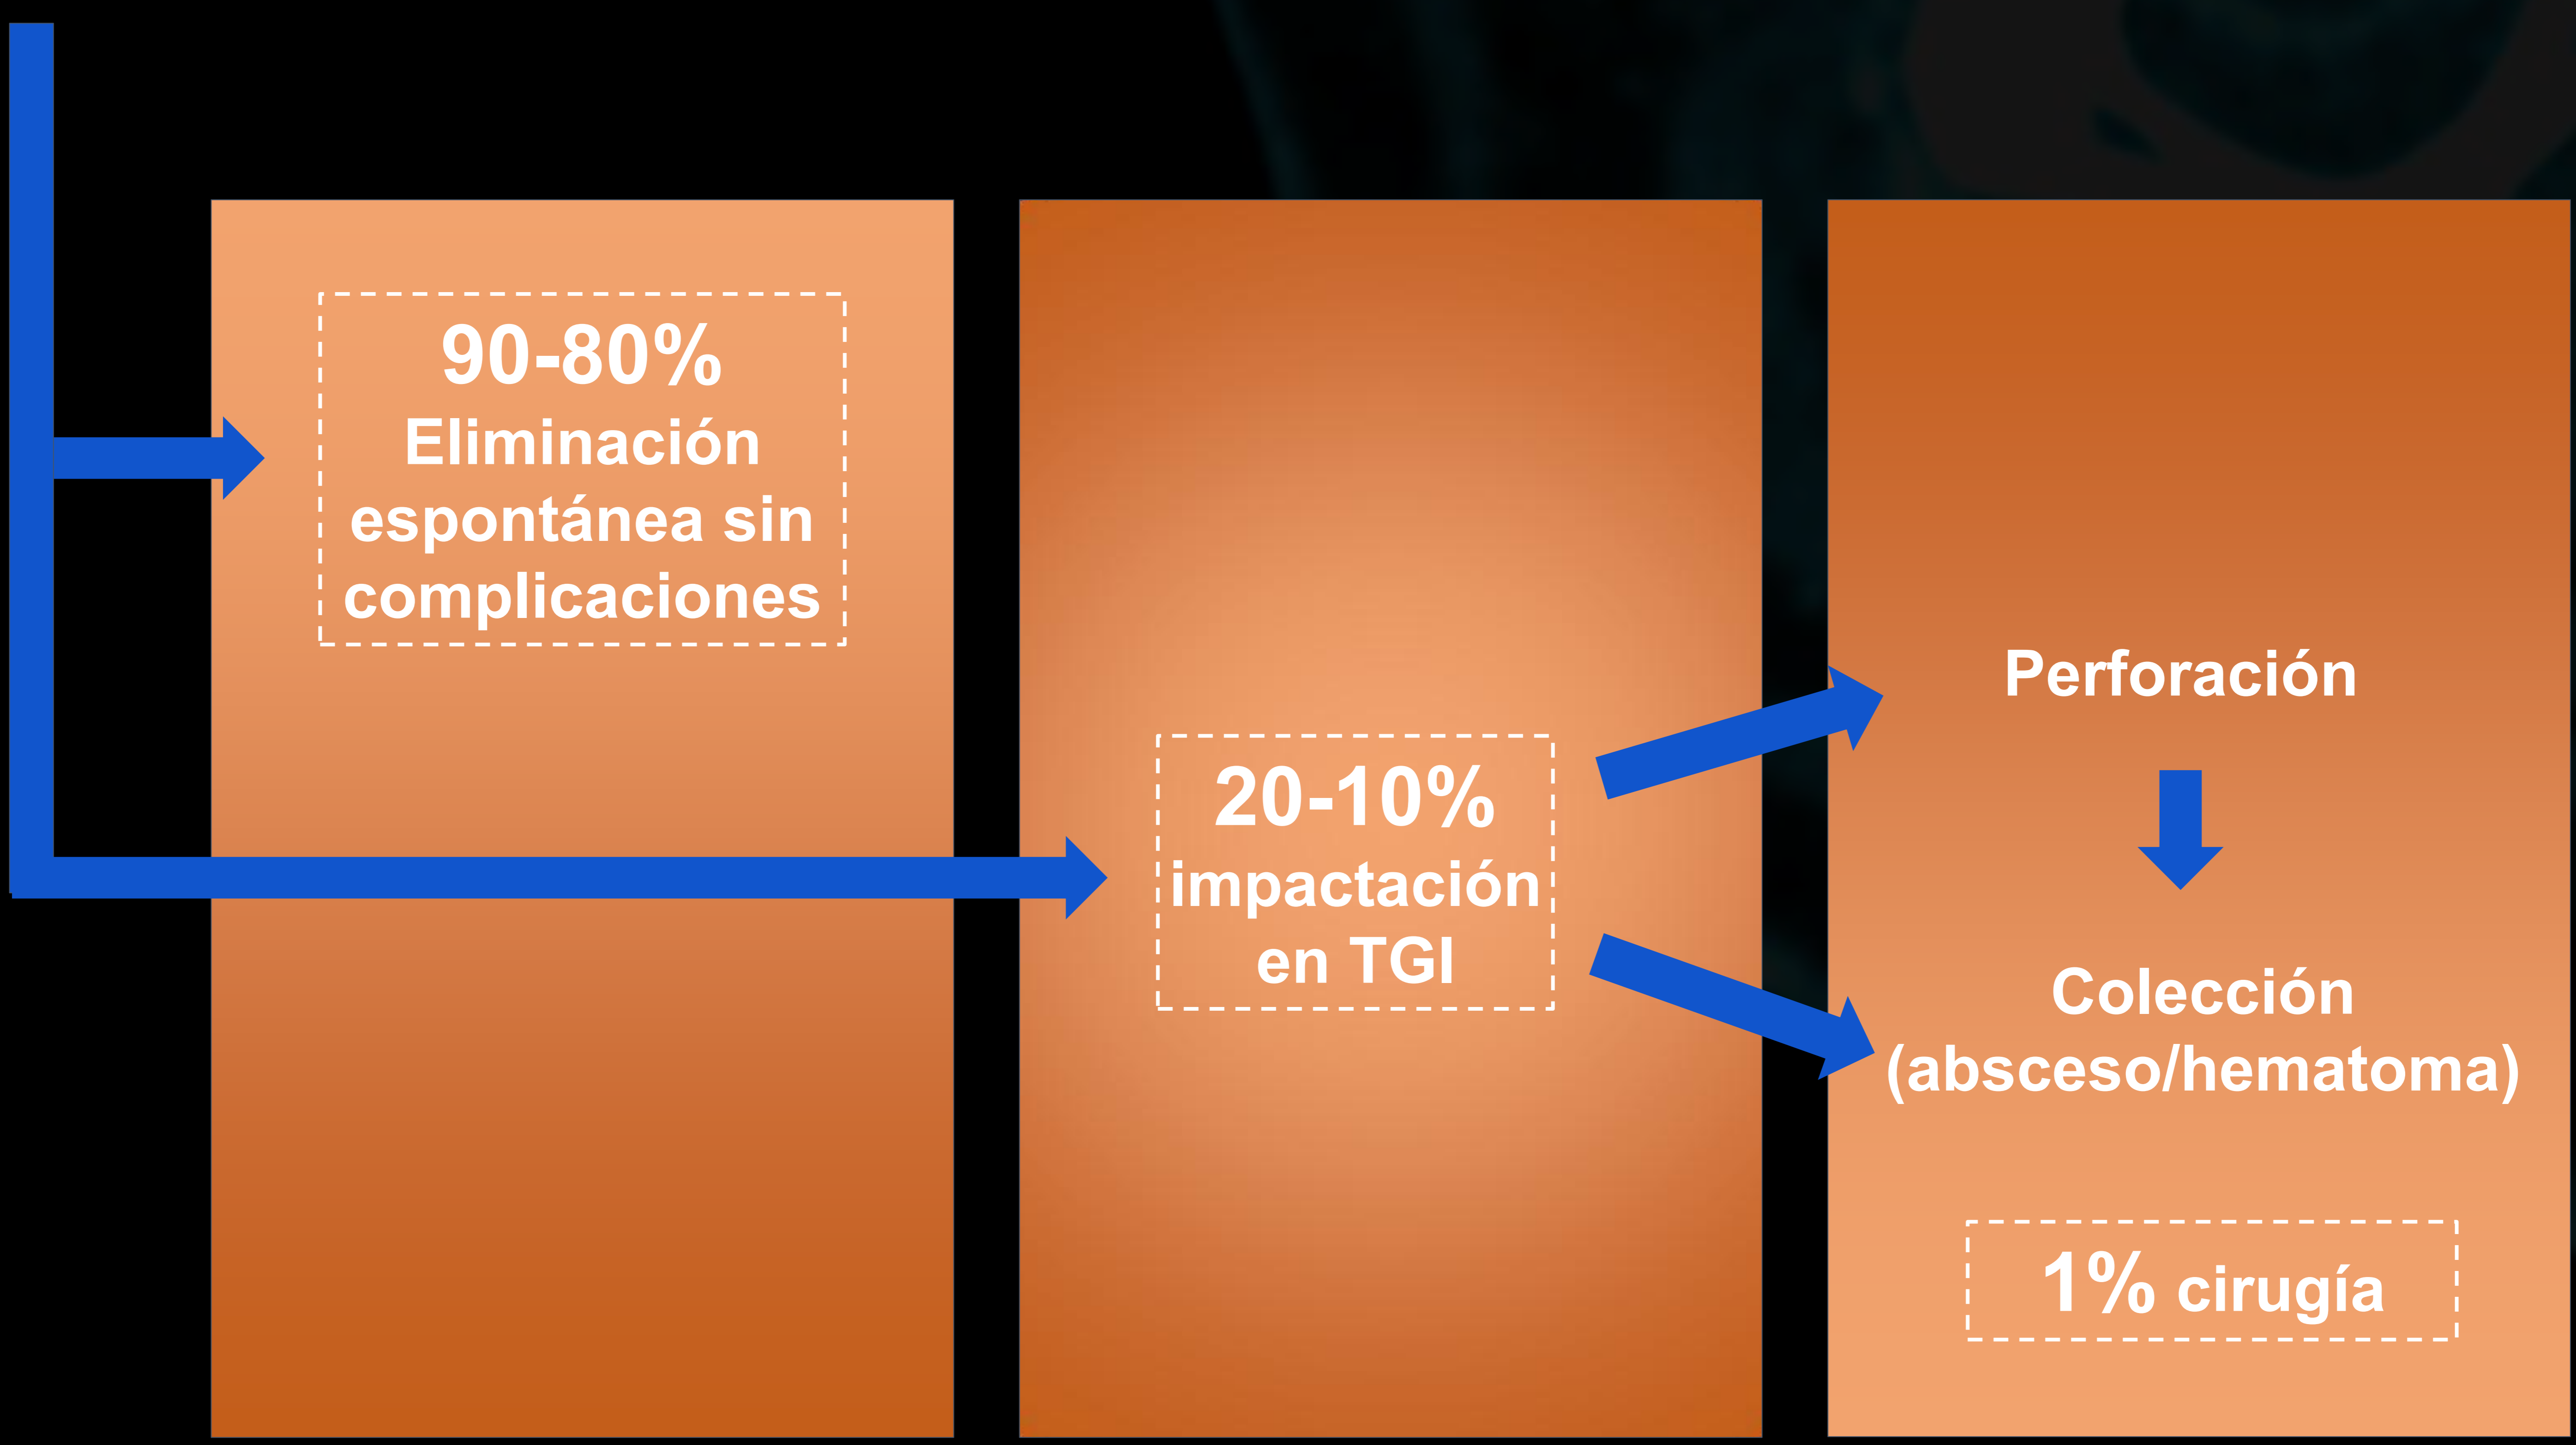 90-80%
Eliminación
espontánea sin
complicaciones
20-10%
impactación
en TGI
Perforación
Colección
(absceso/hematoma)
1% cirugía